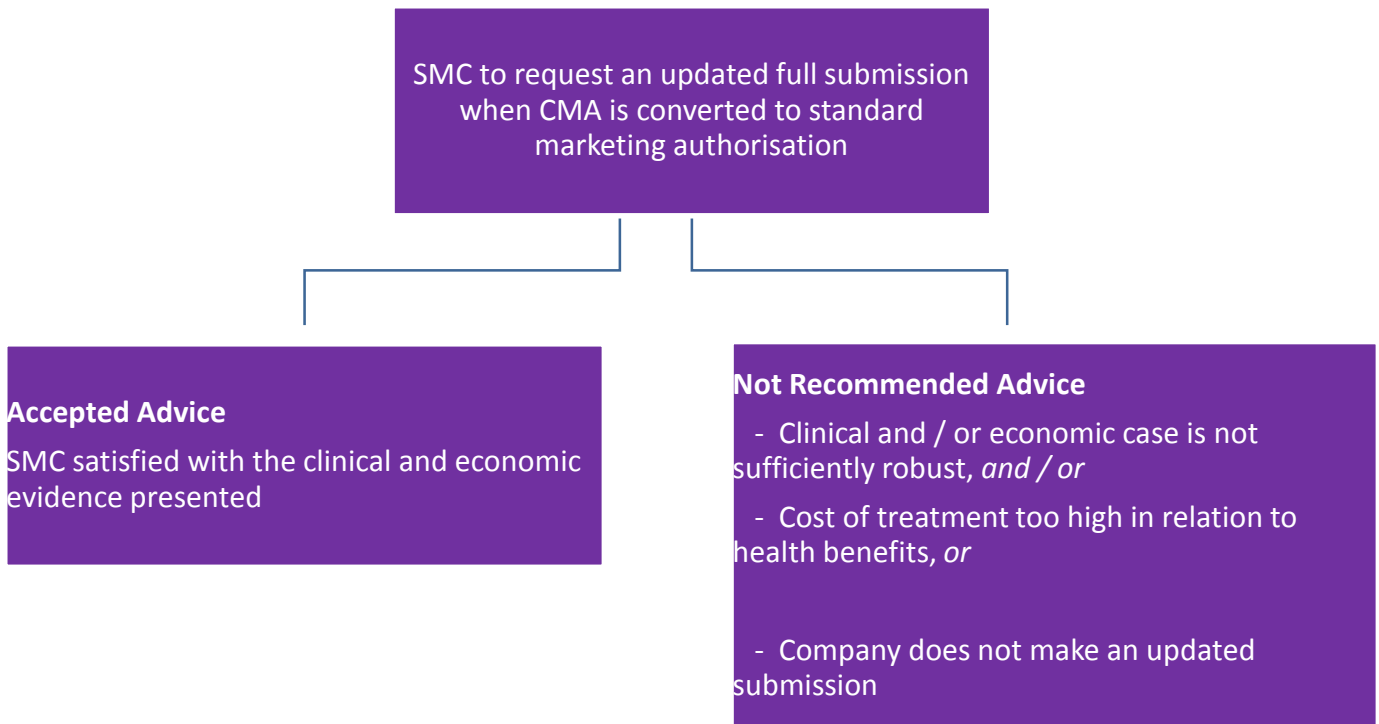 SMC to request an updated full submission
when CMA is converted to standard
marketing authorisation
Accepted Advice
SMC satisfied with the clinical and economic
evidence presented
Not Recommended Advice
- Clinical and / or economic case is not
sufficiently robust, and / or
- Cost of treatment too high in relation to
health benefits, or
- Company does not make an updated
submission